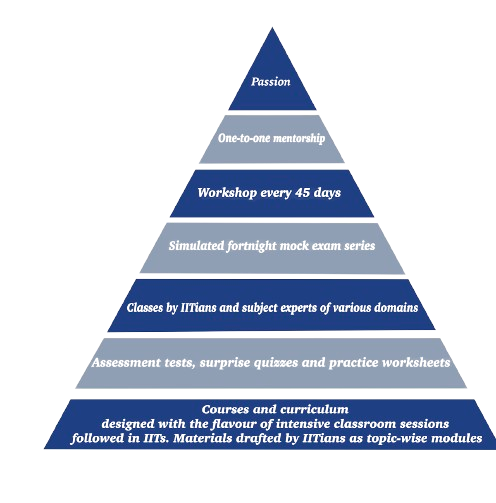 Passion
One-to-one mentorship
Workshop every 45 days
Simulated fortnight mock exam series
Classes by IITians and subject experts of various domains
Assessment tests, surprise quizzes and practice worksheets
Courses and curriculum
designed with the flavour of intensive classroom sessions
followed in IITs. Materials drafted by IITians as topic-wise modules